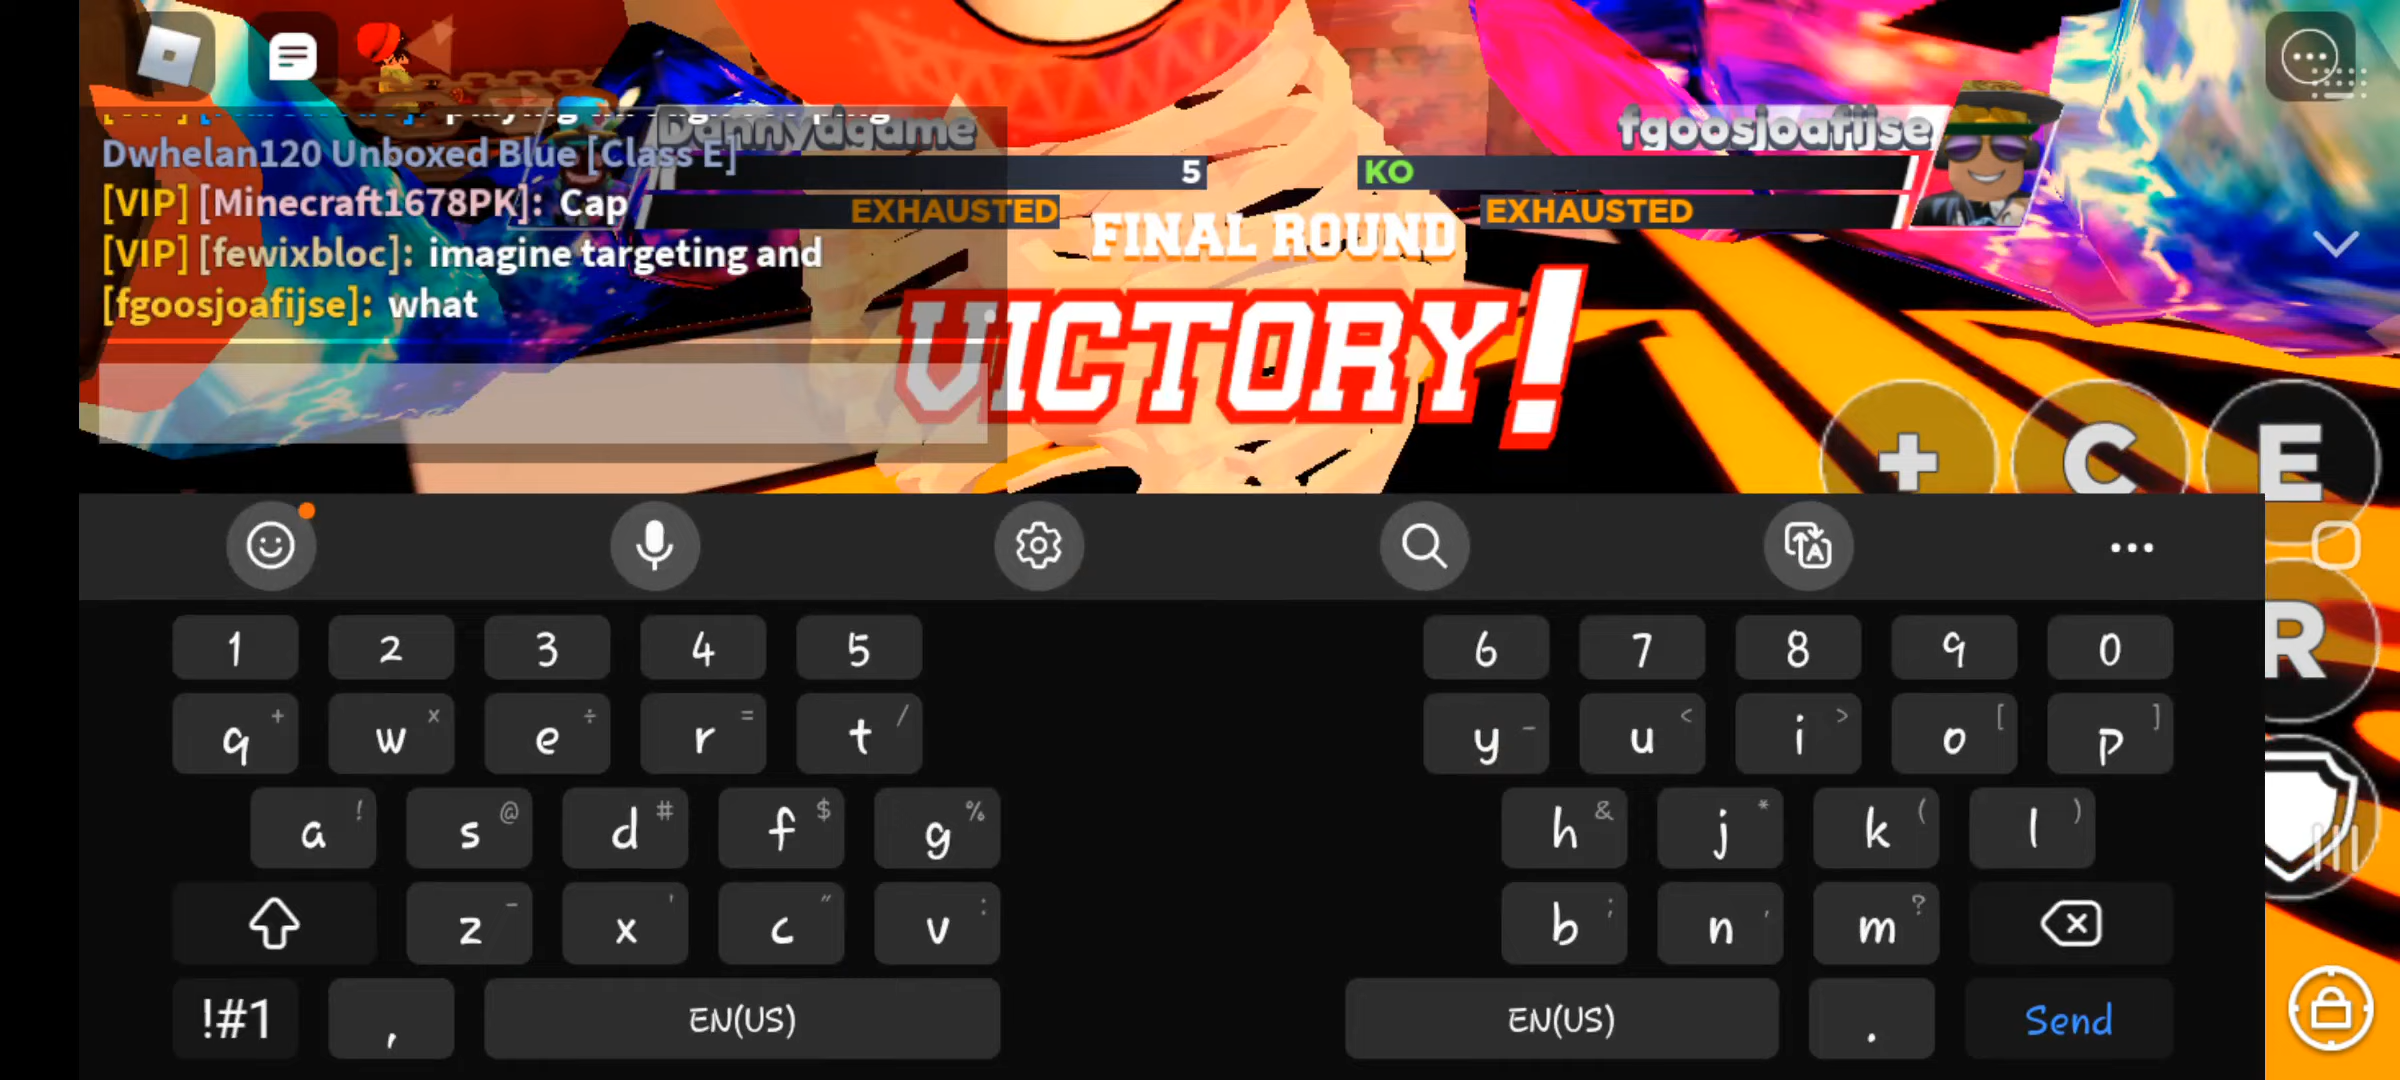 Dwhelan120 Unboxed Blue [Class E]
[VIP] [Minecraft1678PK]: Cap
[VIP] [fewixbloc]: imagine targeting and
[fgoosjoafijse]: what
Dannydgame
fgoosjoafijse
5
KO
EXHAUSTED
EXHAUSTED
FINAL ROUND
VICTORY!
+ C E
R
1 2 3 4 5 6 7 8 9 0
q + w × e ÷ r = t / y - u < i > o [ p ]
a ! s @ d # f $ g % h & j * k ( l )
z - x ' c " v : b ; n , m ?
!#1 , EN(US) EN(US) . Send